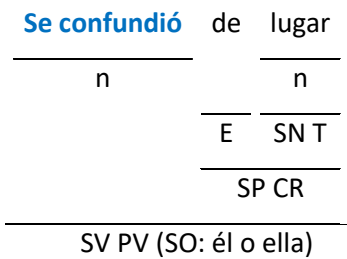 Se confundió de lugar
n n
E SN T
SP CR
SV PV (SO: él o ella)